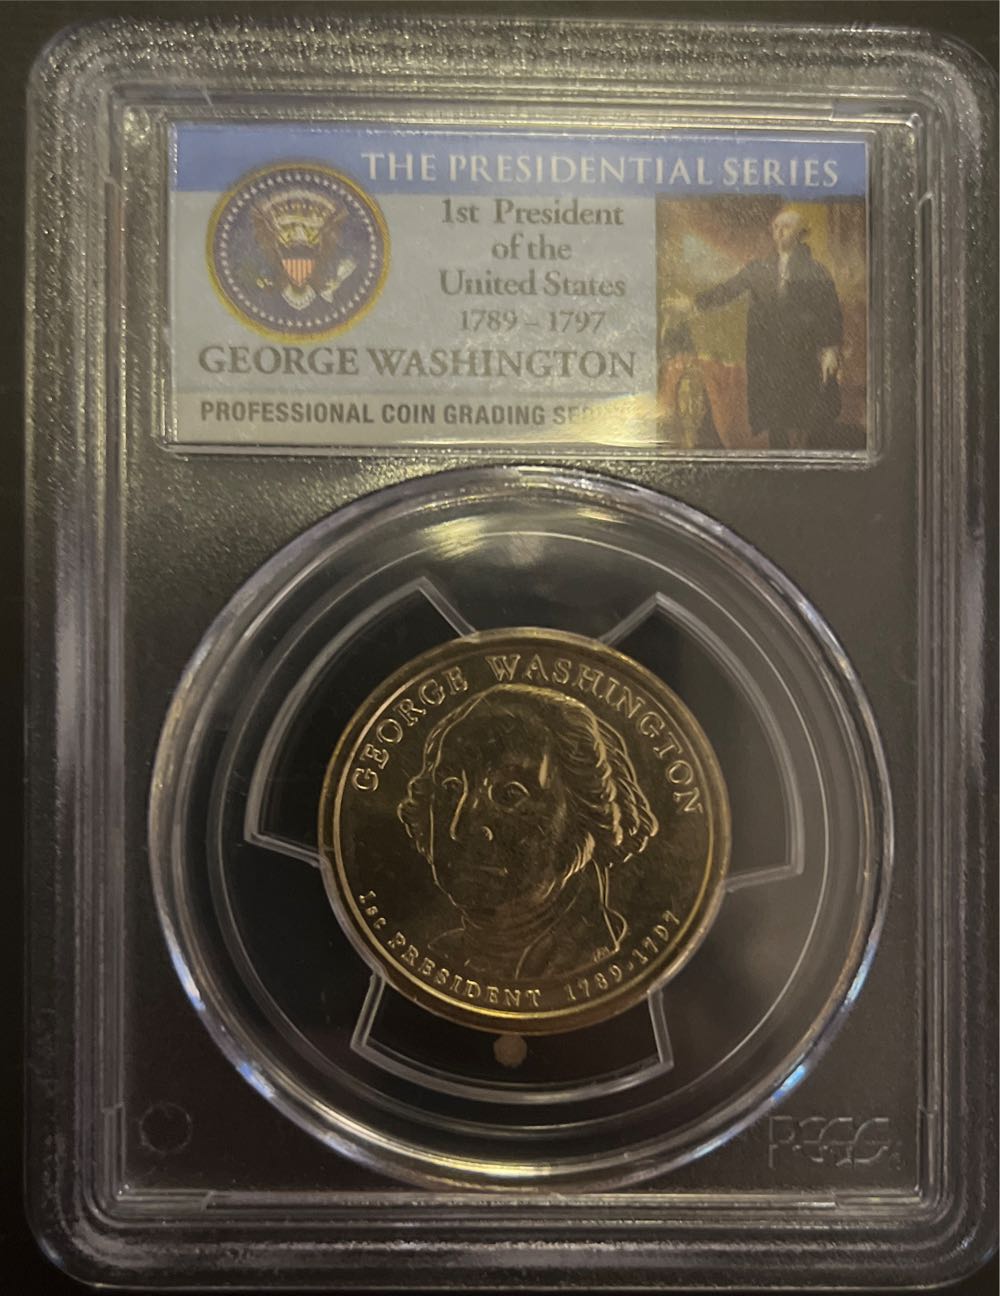 THE PRESIDENTIAL SERIES
1st President
of the
United States
1789 – 1797
GEORGE WASHINGTON
PROFESSIONAL COIN GRADING
GEORGE WASHINGTON
1st PRESIDENT 1789-1797
PCGS